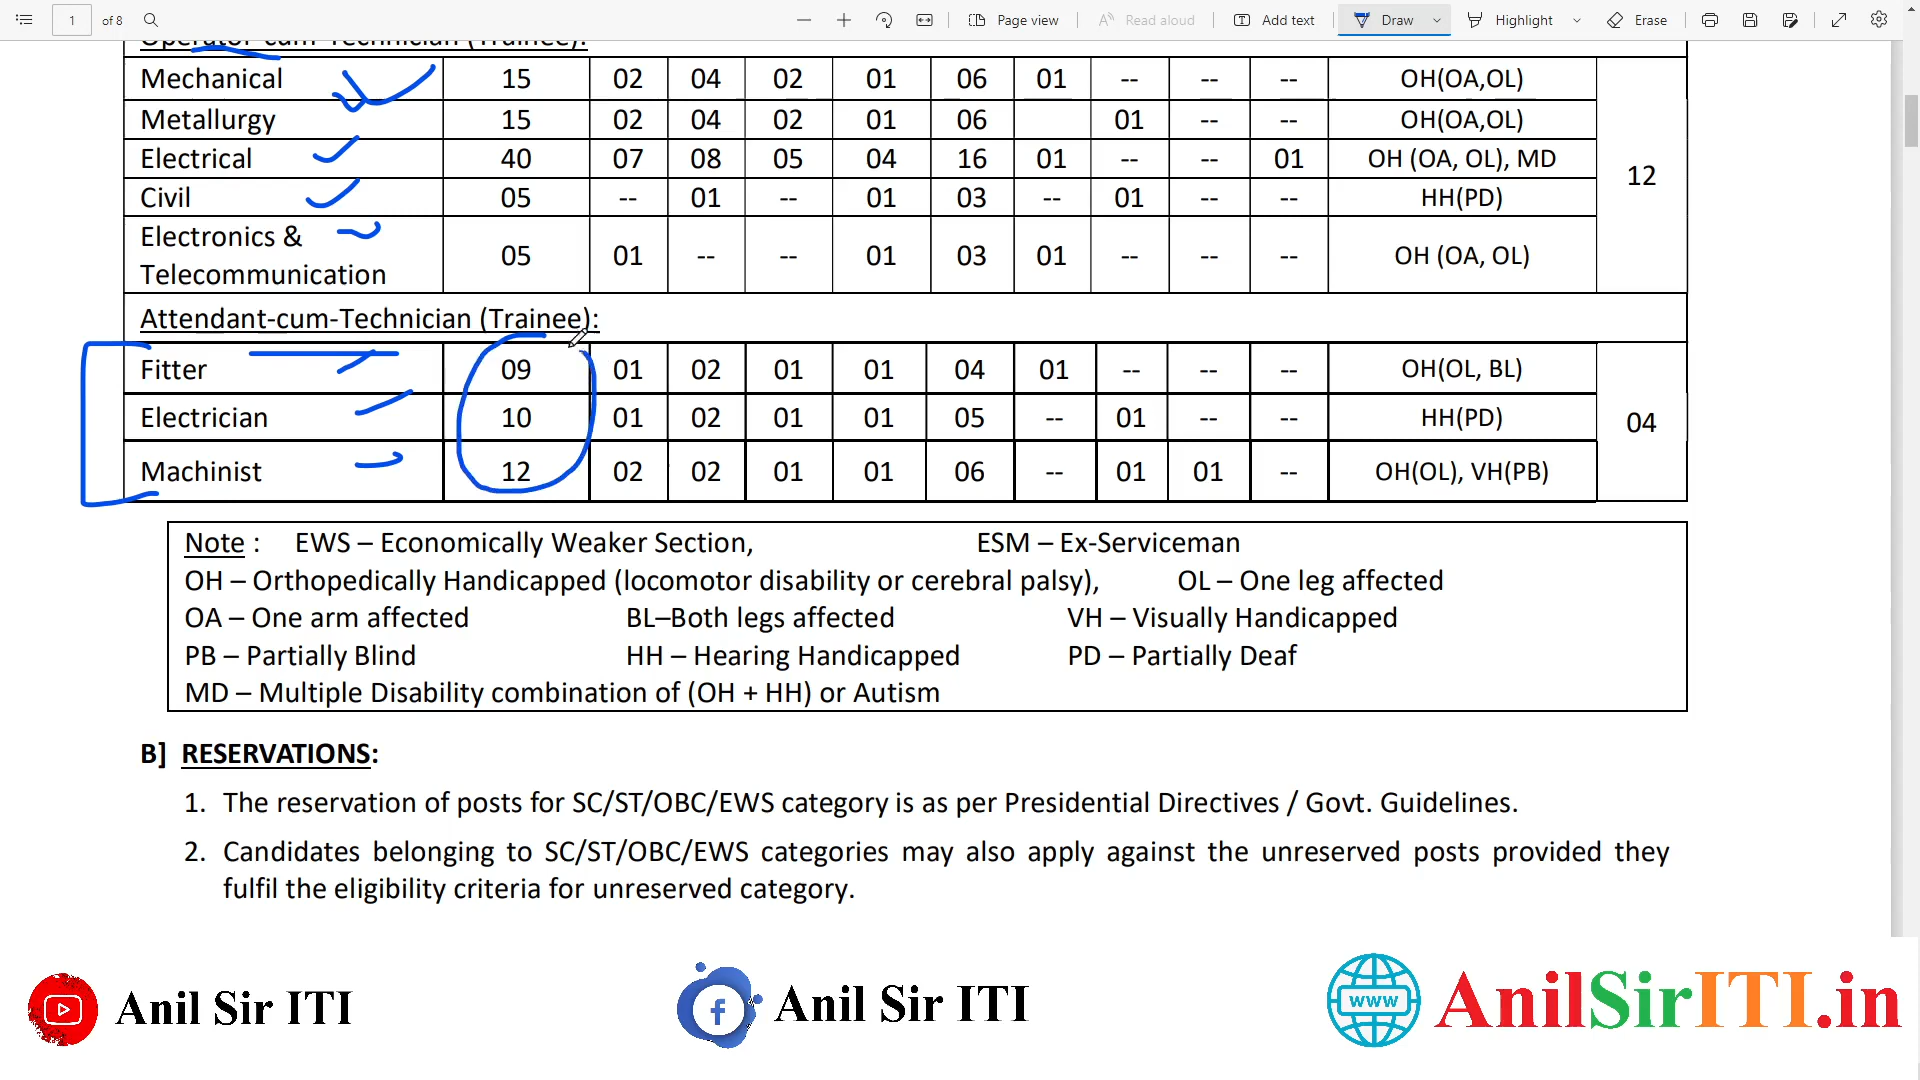 1 of 8 Page view Read aloud Add text Draw Highlight Erase
Operator-cum-Technician (Trainee):
Mechanical 15 02 04 02 01 06 01 -- -- -- OH(OA,OL)
Metallurgy 15 02 04 02 01 06 01 -- -- OH(OA,OL)
Electrical 40 07 08 05 04 16 01 -- -- 01 OH (OA, OL), MD
12
Civil 05 -- 01 -- 01 03 -- 01 -- -- HH(PD)
Electronics &
Telecommunication 05 01 -- -- 01 03 01 -- -- -- OH (OA, OL)
Attendant-cum-Technician (Trainee):
Fitter 09 01 02 01 01 04 01 -- -- -- OH(OL, BL)
Electrician 10 01 02 01 01 05 -- 01 -- -- HH(PD)
04
Machinist 12 02 02 01 01 06 -- 01 01 -- OH(OL), VH(PB)
Note : EWS – Economically Weaker Section, ESM – Ex-Serviceman
OH – Orthopedically Handicapped (locomotor disability or cerebral palsy), OL – One leg affected
OA – One arm affected BL–Both legs affected VH – Visually Handicapped
PB – Partially Blind HH – Hearing Handicapped PD – Partially Deaf
MD – Multiple Disability combination of (OH + HH) or Autism
B] RESERVATIONS:
1. The reservation of posts for SC/ST/OBC/EWS category is as per Presidential Directives / Govt. Guidelines.
2. Candidates belonging to SC/ST/OBC/EWS categories may also apply against the unreserved posts provided they
fulfil the eligibility criteria for unreserved category.
Anil Sir ITI f Anil Sir ITI www AnilSirITI.in